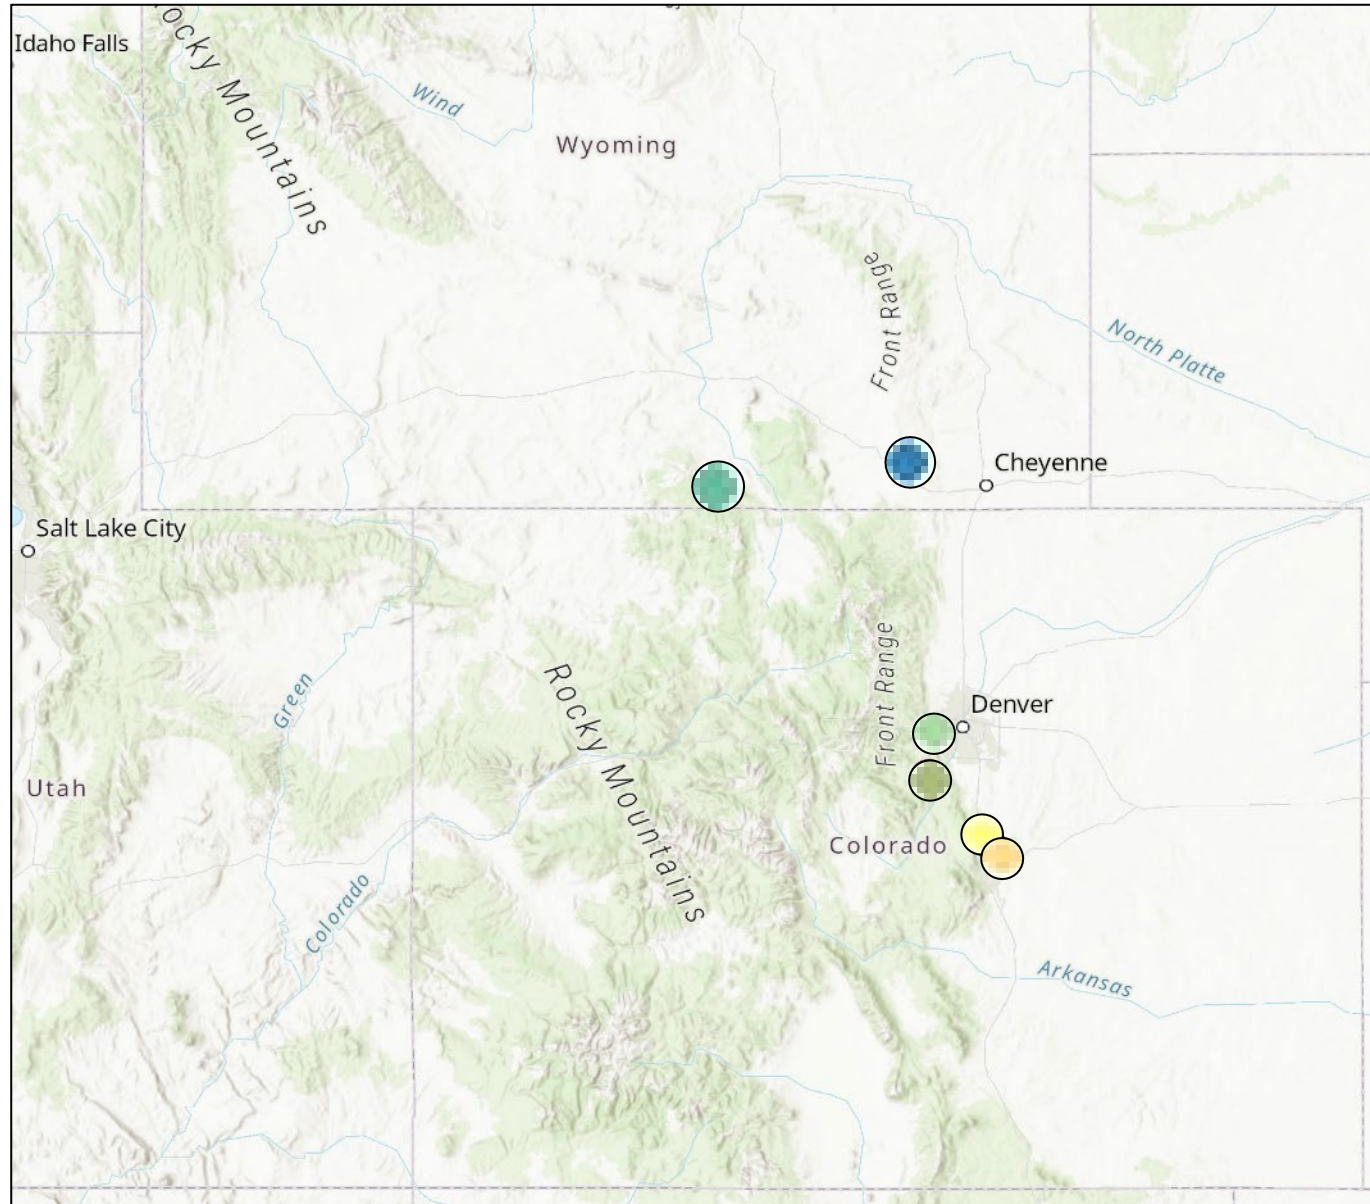 Idaho Falls
ocky Mountains
Wind
Wyoming
Front Range
North Platte
Cheyenne
Salt Lake City
Green
Rocky Mountains
Front Range
Denver
Utah
Colorado
Colorado
Arkansas